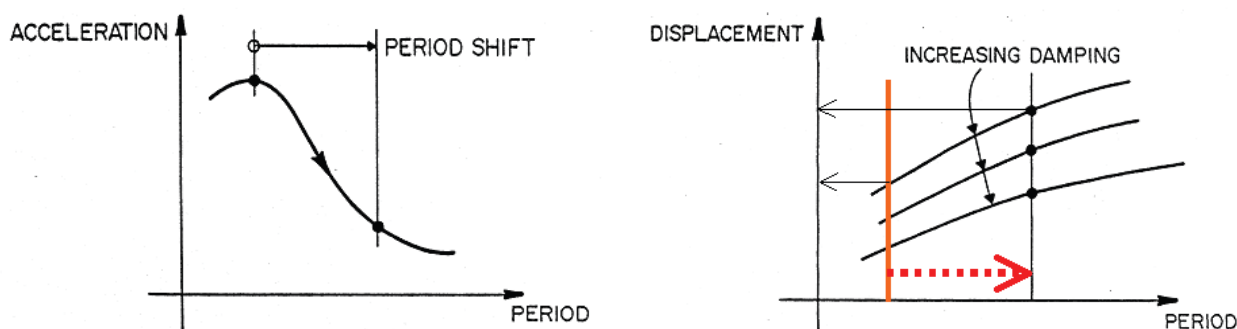 ACCELERATION
PERIOD SHIFT
PERIOD
DISPLACEMENT
INCREASING DAMPING
PERIOD